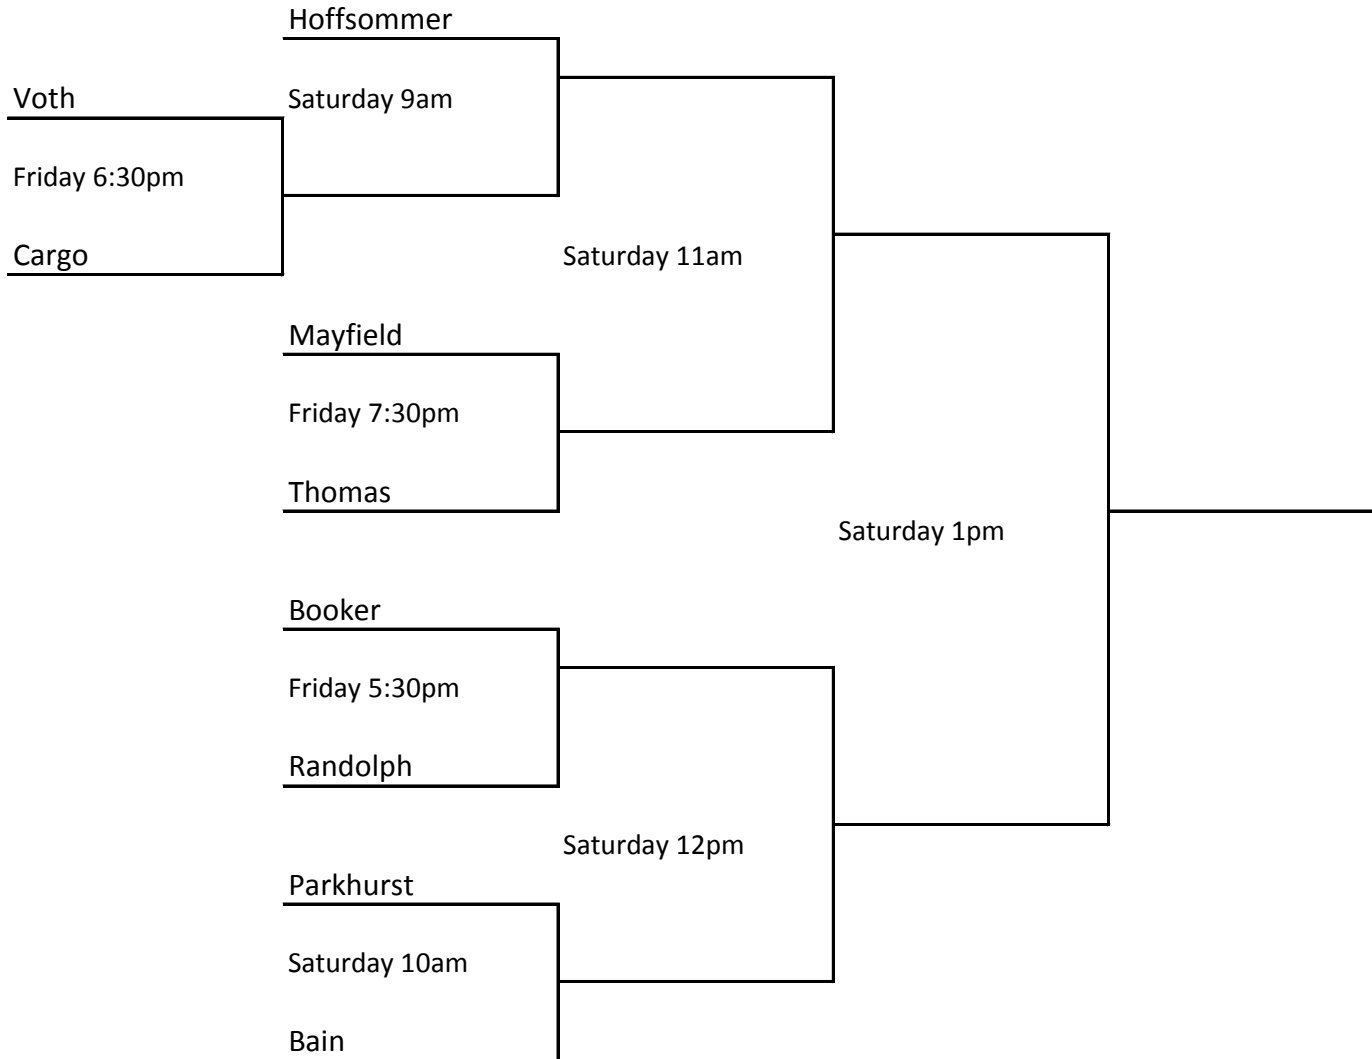 Hoffsommer
Voth
Saturday 9am
Friday 6:30pm
Cargo
Saturday 11am
Mayfield
Friday 7:30pm
Thomas
Saturday 1pm
Booker
Friday 5:30pm
Randolph
Saturday 12pm
Parkhurst
Saturday 10am
Bain